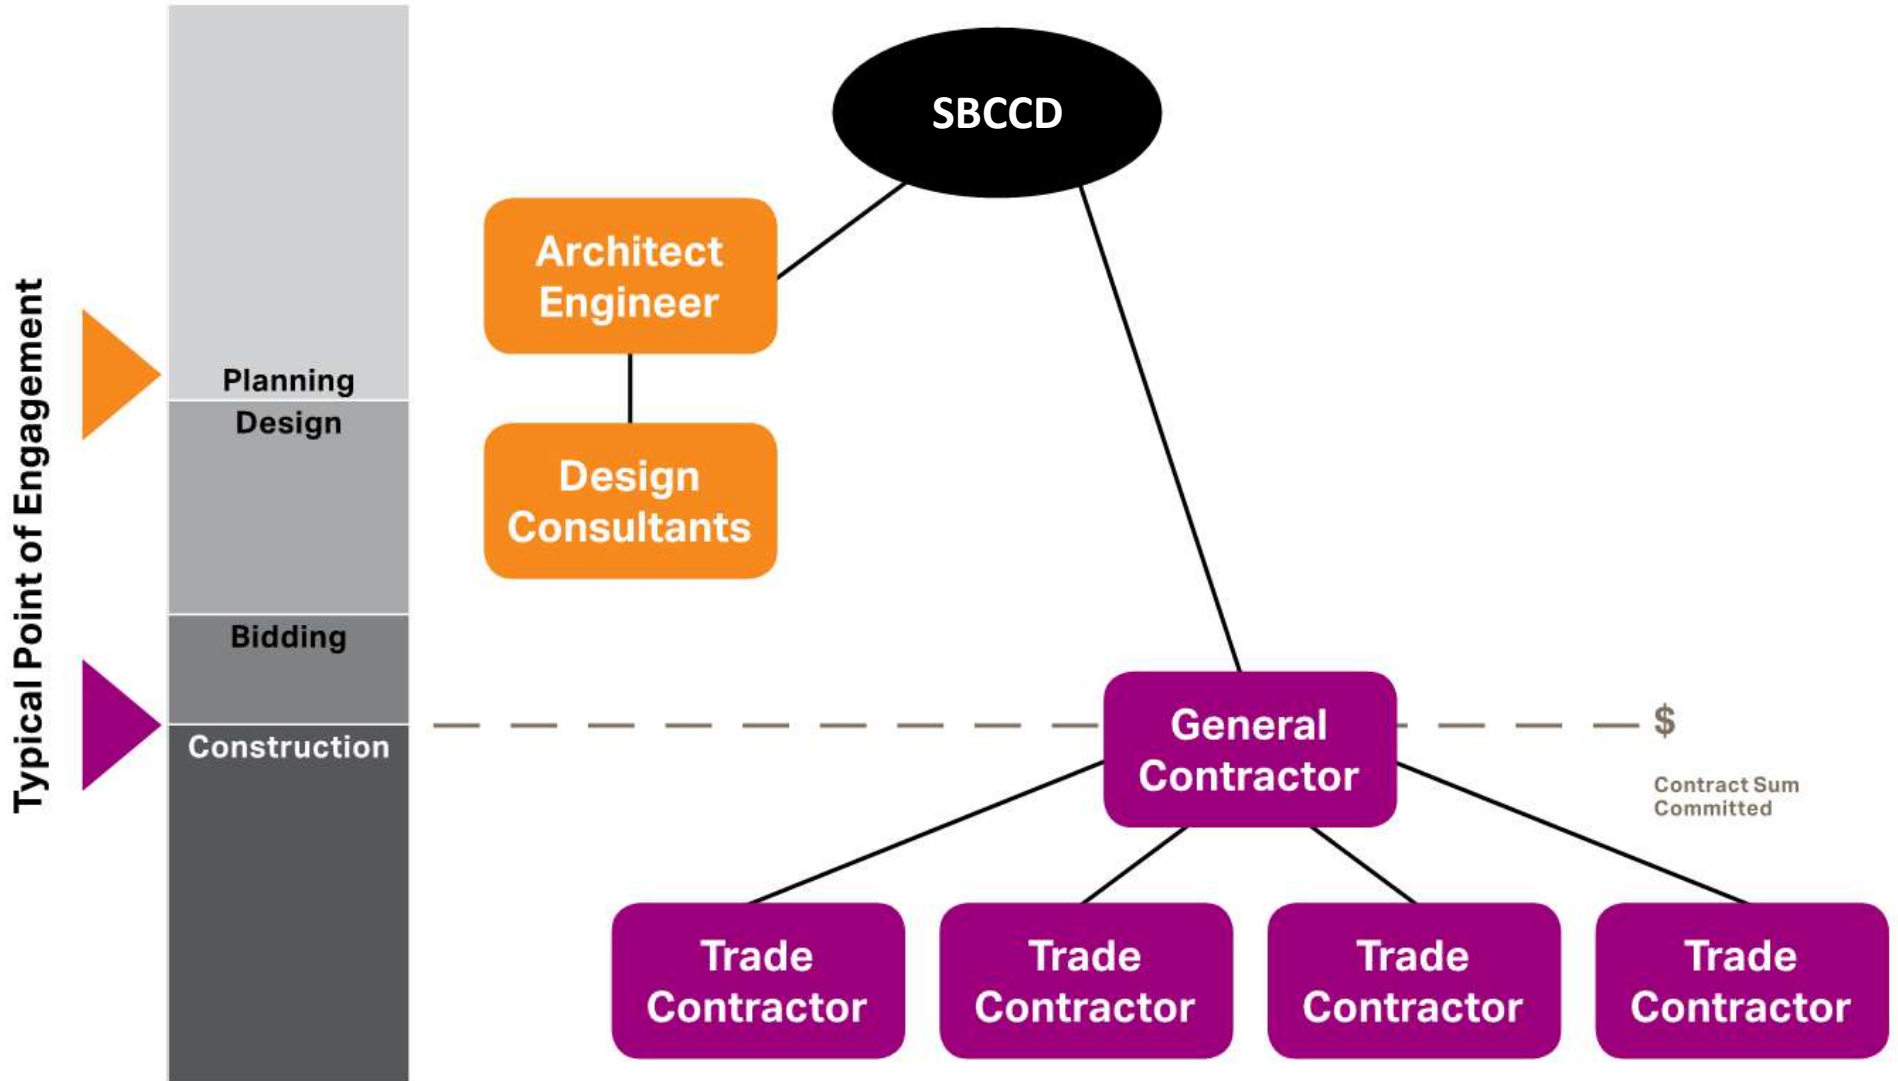 SBCCD
Architect
Engineer
Typical Point of Engagement
Planning
Design
Design
Consultants
Bidding
Construction
General
Contractor
$
Contract Sum
Committed
Trade
Contractor
Trade
Contractor
Trade
Contractor
Trade
Contractor